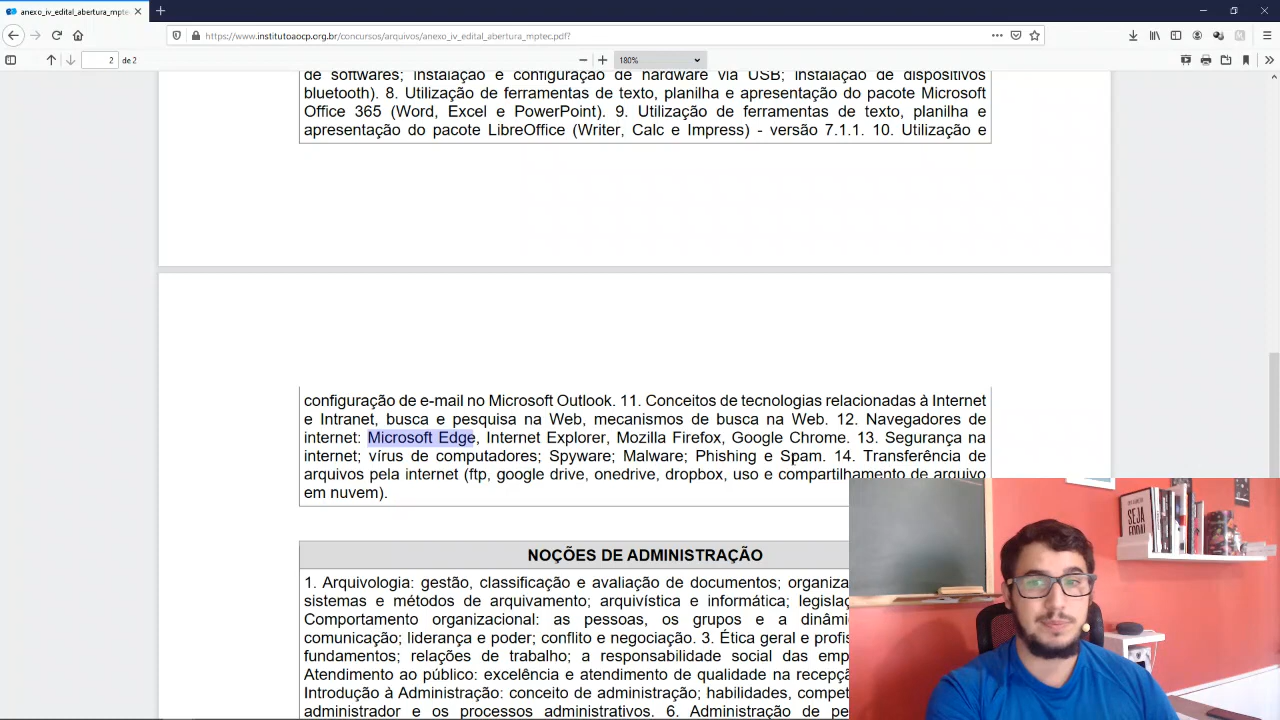 anexo_iv_edital_abertura_mptec
https://www.institutoaocp.org.br/concursos/arquivos/anexo_iv_edital_abertura_mptec.pdf?
2 de 2
180%
de softwares; instalação e configuração de hardware via USB; instalação de dispositivos
bluetooth). 8. Utilização de ferramentas de texto, planilha e apresentação do pacote Microsoft
Office 365 (Word, Excel e PowerPoint). 9. Utilização de ferramentas de texto, planilha e
apresentação do pacote LibreOffice (Writer, Calc e Impress) - versão 7.1.1. 10. Utilização e
configuração de e-mail no Microsoft Outlook. 11. Conceitos de tecnologias relacionadas à Internet
e Intranet, busca e pesquisa na Web, mecanismos de busca na Web. 12. Navegadores de
internet: Microsoft Edge, Internet Explorer, Mozilla Firefox, Google Chrome. 13. Segurança na
internet; vírus de computadores; Spyware; Malware; Phishing e Spam. 14. Transferência de
arquivos pela internet (ftp, google drive, onedrive, dropbox, uso e compartilhamento de arquivo
em nuvem).
NOÇÕES DE ADMINISTRAÇÃO
1. Arquivologia: gestão, classificação e avaliação de documentos; organiza
sistemas e métodos de arquivamento; arquivística e informática; legislaç
Comportamento organizacional: as pessoas, os grupos e a dinâmi
comunicação; liderança e poder; conflito e negociação. 3. Ética geral e profis
fundamentos; relações de trabalho; a responsabilidade social das emp
Atendimento ao público: excelência e atendimento de qualidade na recepçã
Introdução à Administração: conceito de administração; habilidades, compet
administrador e os processos administrativos. 6. Administração de pe
SEJA